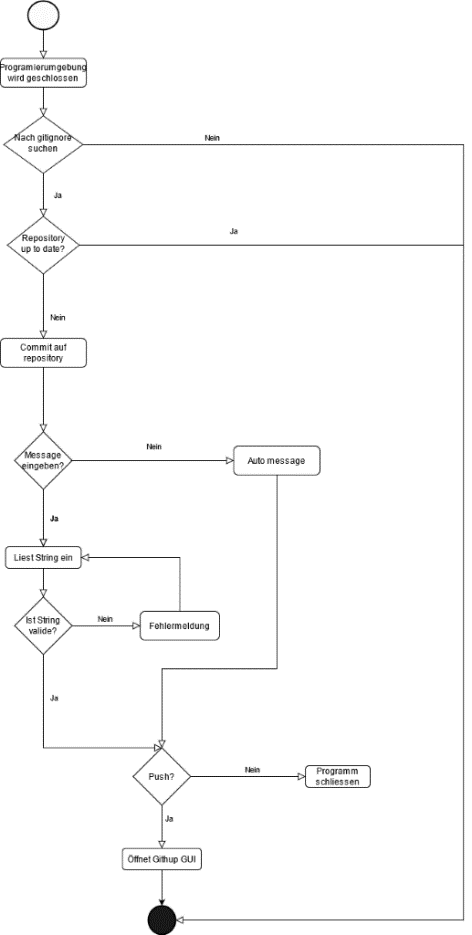 Programierumgebung
wird geschlossen
Nach gitignore
suchen
Nein
Ja
Repository
up to date?
Ja
Nein
Commit auf
repository
Message
eingeben?
Nein
Auto message
Ja
Liest String ein
Ist String
valide?
Nein
Fehlermeldung
Ja
Push?
Nein
Programm
schliessen
Ja
Öffnet Githup GUI